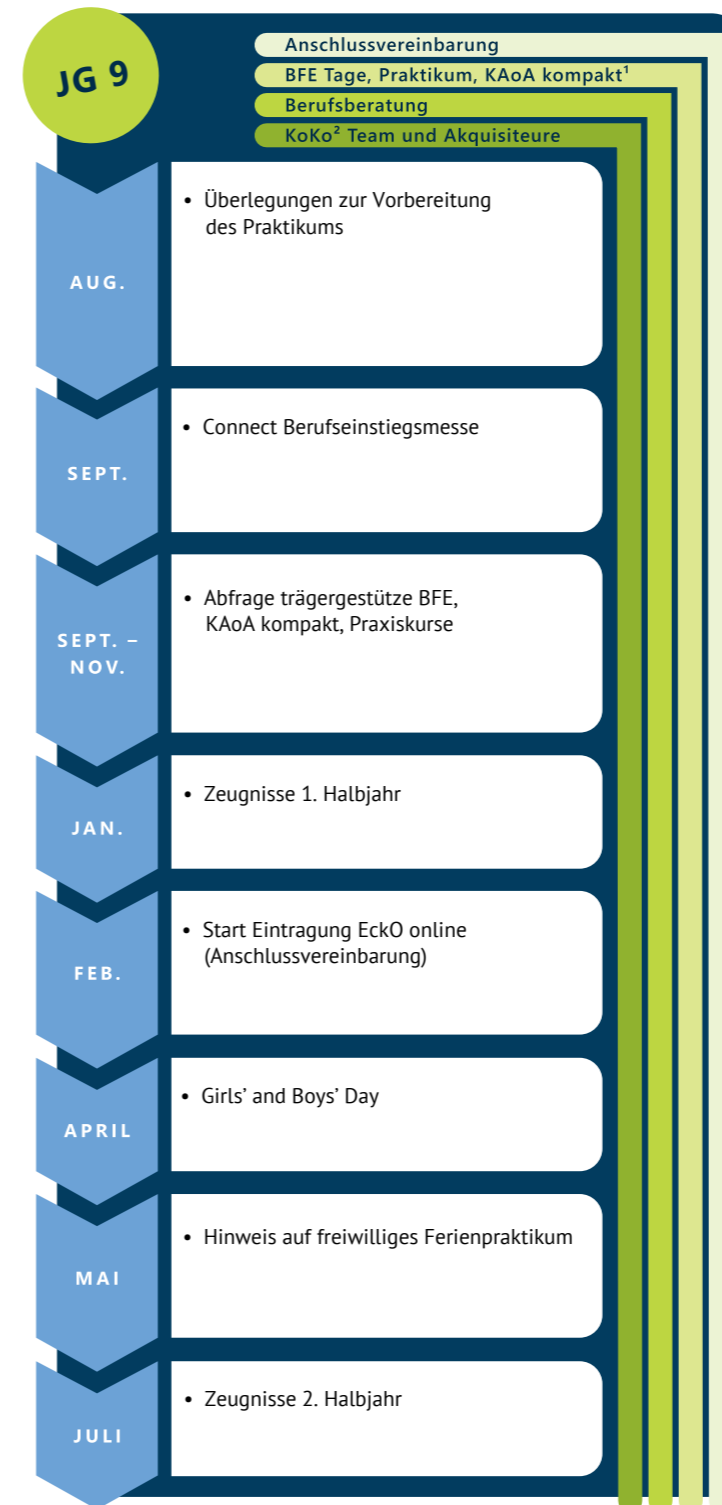 JG 9
Anschlussvereinbarung
BFE Tage, Praktikum, KAoA kompakt¹
Berufsberatung
KoKo² Team und Akquisiteure
AUG.
• Überlegungen zur Vorbereitung
des Praktikums
SEPT.
• Connect Berufseinstiegsmesse
SEPT. –
NOV.
• Abfrage trägergestütze BFE,
KAoA kompakt, Praxiskurse
JAN.
• Zeugnisse 1. Halbjahr
FEB.
• Start Eintragung EckO online
(Anschlussvereinbarung)
APRIL
• Girls’ and Boys’ Day
MAI
• Hinweis auf freiwilliges Ferienpraktikum
JULI
• Zeugnisse 2. Halbjahr